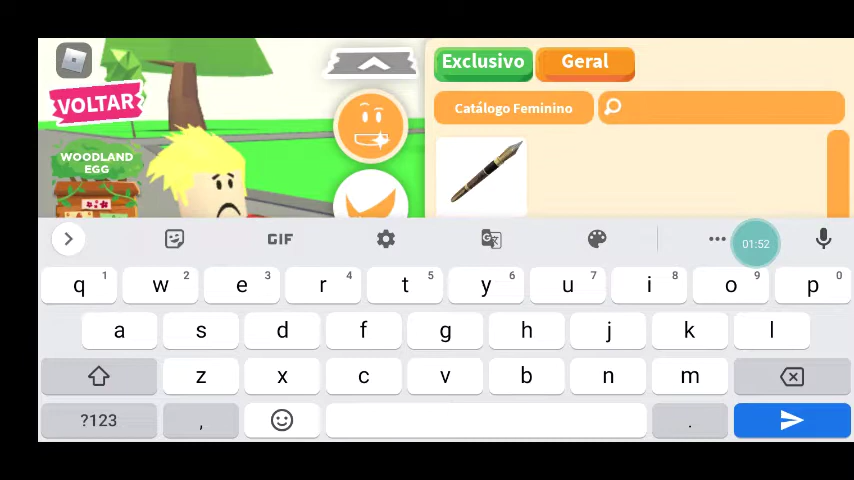 Exclusivo Geral
VOLTAR
Catálogo Feminino
WOODLAND
EGG
GIF
01:52
q 1 w 2 e 3 r 4 t 5 y 6 u 7 i 8 o 9 p 0
a s d f g h j k l
z x c v b n m
?123 , .